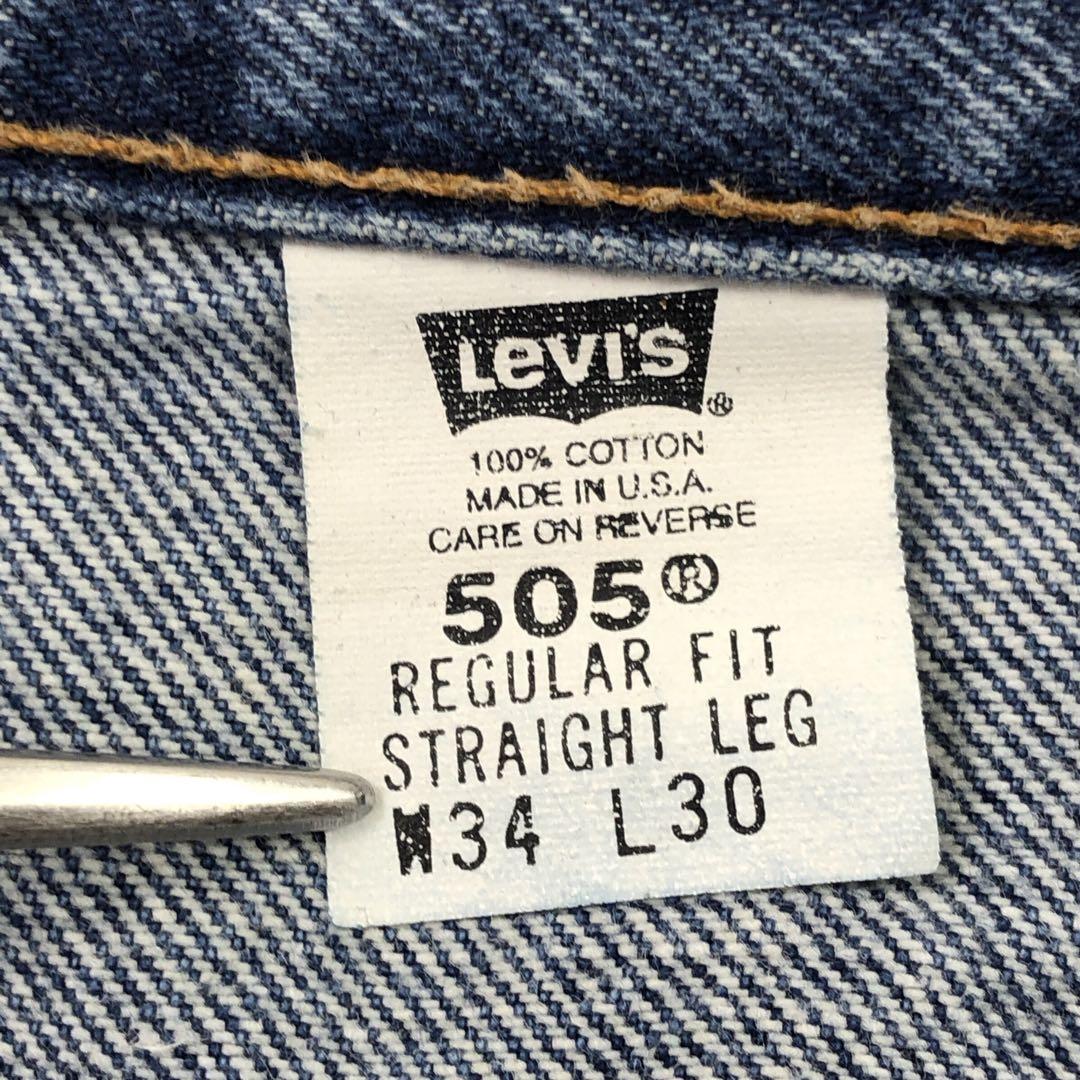 Levi's ®
100% COTTON
MADE IN U.S.A.
CARE ON REVERSE
505®
REGULAR FIT
STRAIGHT LEG
W34 L30